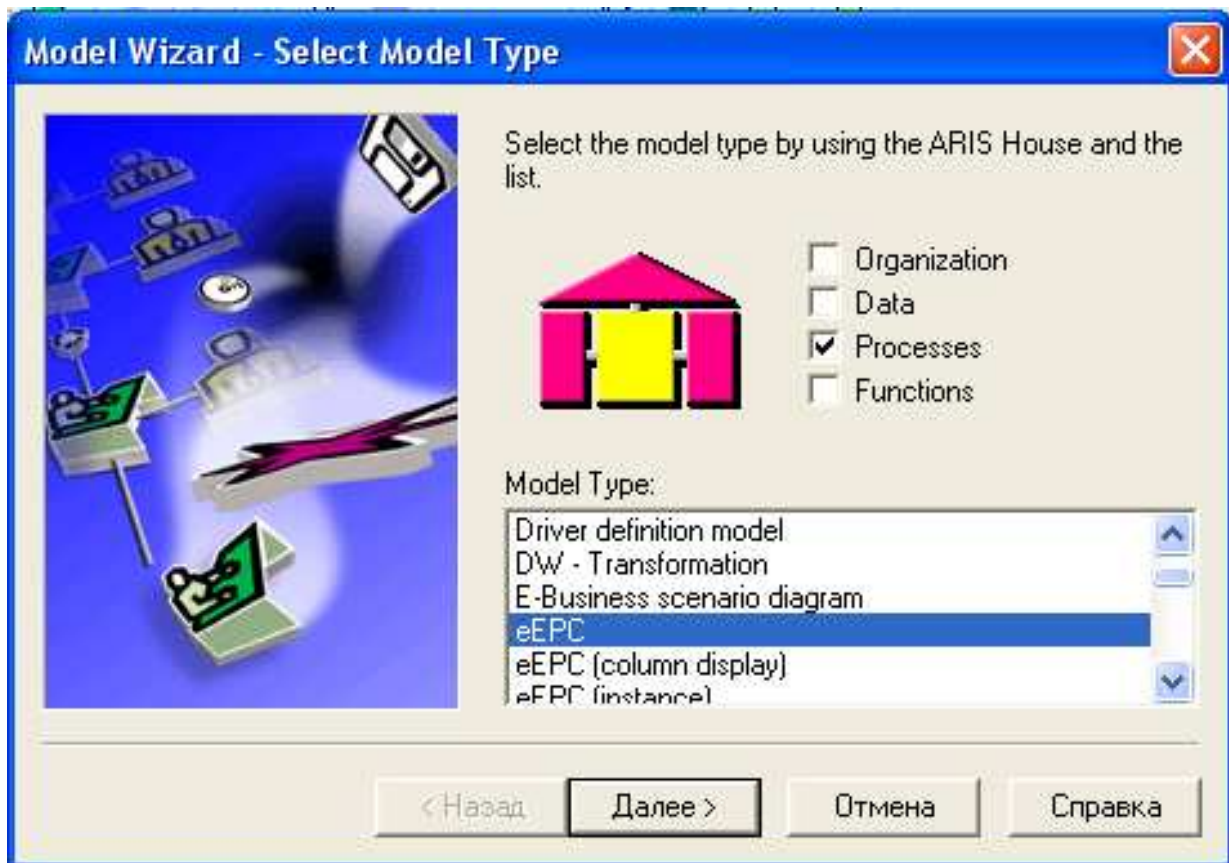 Model Wizard - Select Model Type
Select the model type by using the ARIS House and the
list.
Organization
Data
Processes
Functions
Model Type:
Driver definition model
DW - Transformation
E-Business scenario diagram
eEPC
eEPC (column display)
eEPC (instance)
< Назад
Далее >
Отмена
Справка